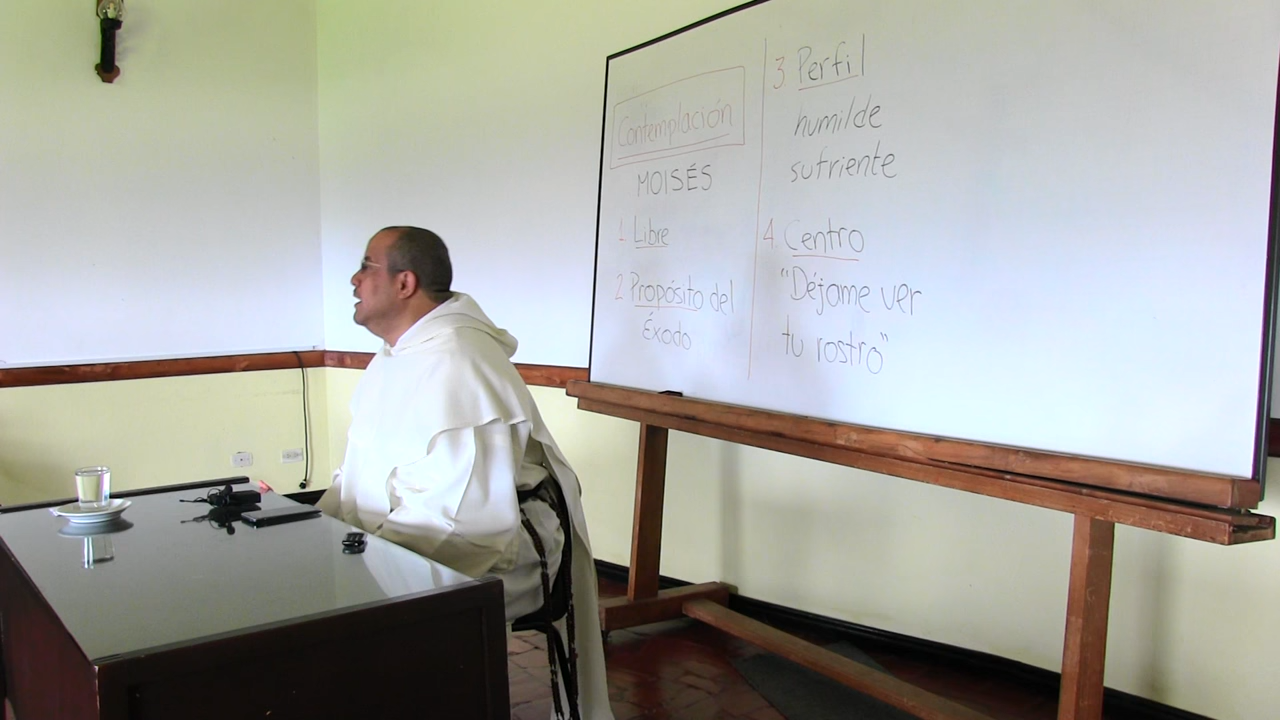 Contemplación
MOISÉS
1. Libre
2 Propósito del
Éxodo
3. Perfil
humilde
sufriente
4. Centro
"Déjame ver
tu rostro"